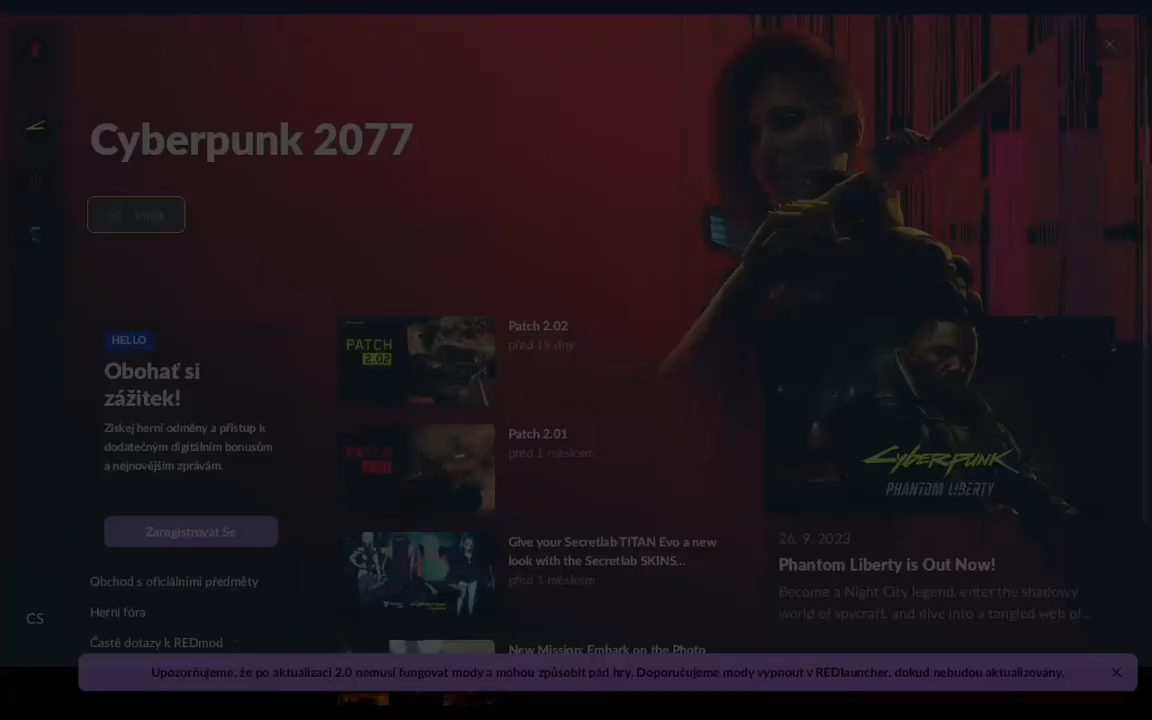 Cyberpunk 2077
Hrát
HELLO
Obohať si
zážitek!
Získej herní odměny a přístup k
dodatečným digitálním bonusům
a nejnovějším zprávám.
Zaregistrovat Se
Obchod s oficiálními předměty
Herní fóra
Časté dotazy k REDmod
CS
PATCH
2.02
Patch 2.02
před 19 dny
PATCH
2.01
Patch 2.01
před 1 měsícem
Give your Secretlab TITAN Evo a new
look with the Secretlab SKINS...
před 1 měsícem
New Mission: Embark on the Photo
Cyberpunk
PHANTOM LIBERTY
26. 9. 2023
Phantom Liberty is Out Now!
Become a Night City legend, enter the shadowy
world of spycraft, and dive into a tangled web of...
Upozorňujeme, že po aktualizaci 2.0 nemusí fungovat mody a mohou způsobit pád hry. Doporučujeme mody vypnout v REDlauncher, dokud nebudou aktualizovány.